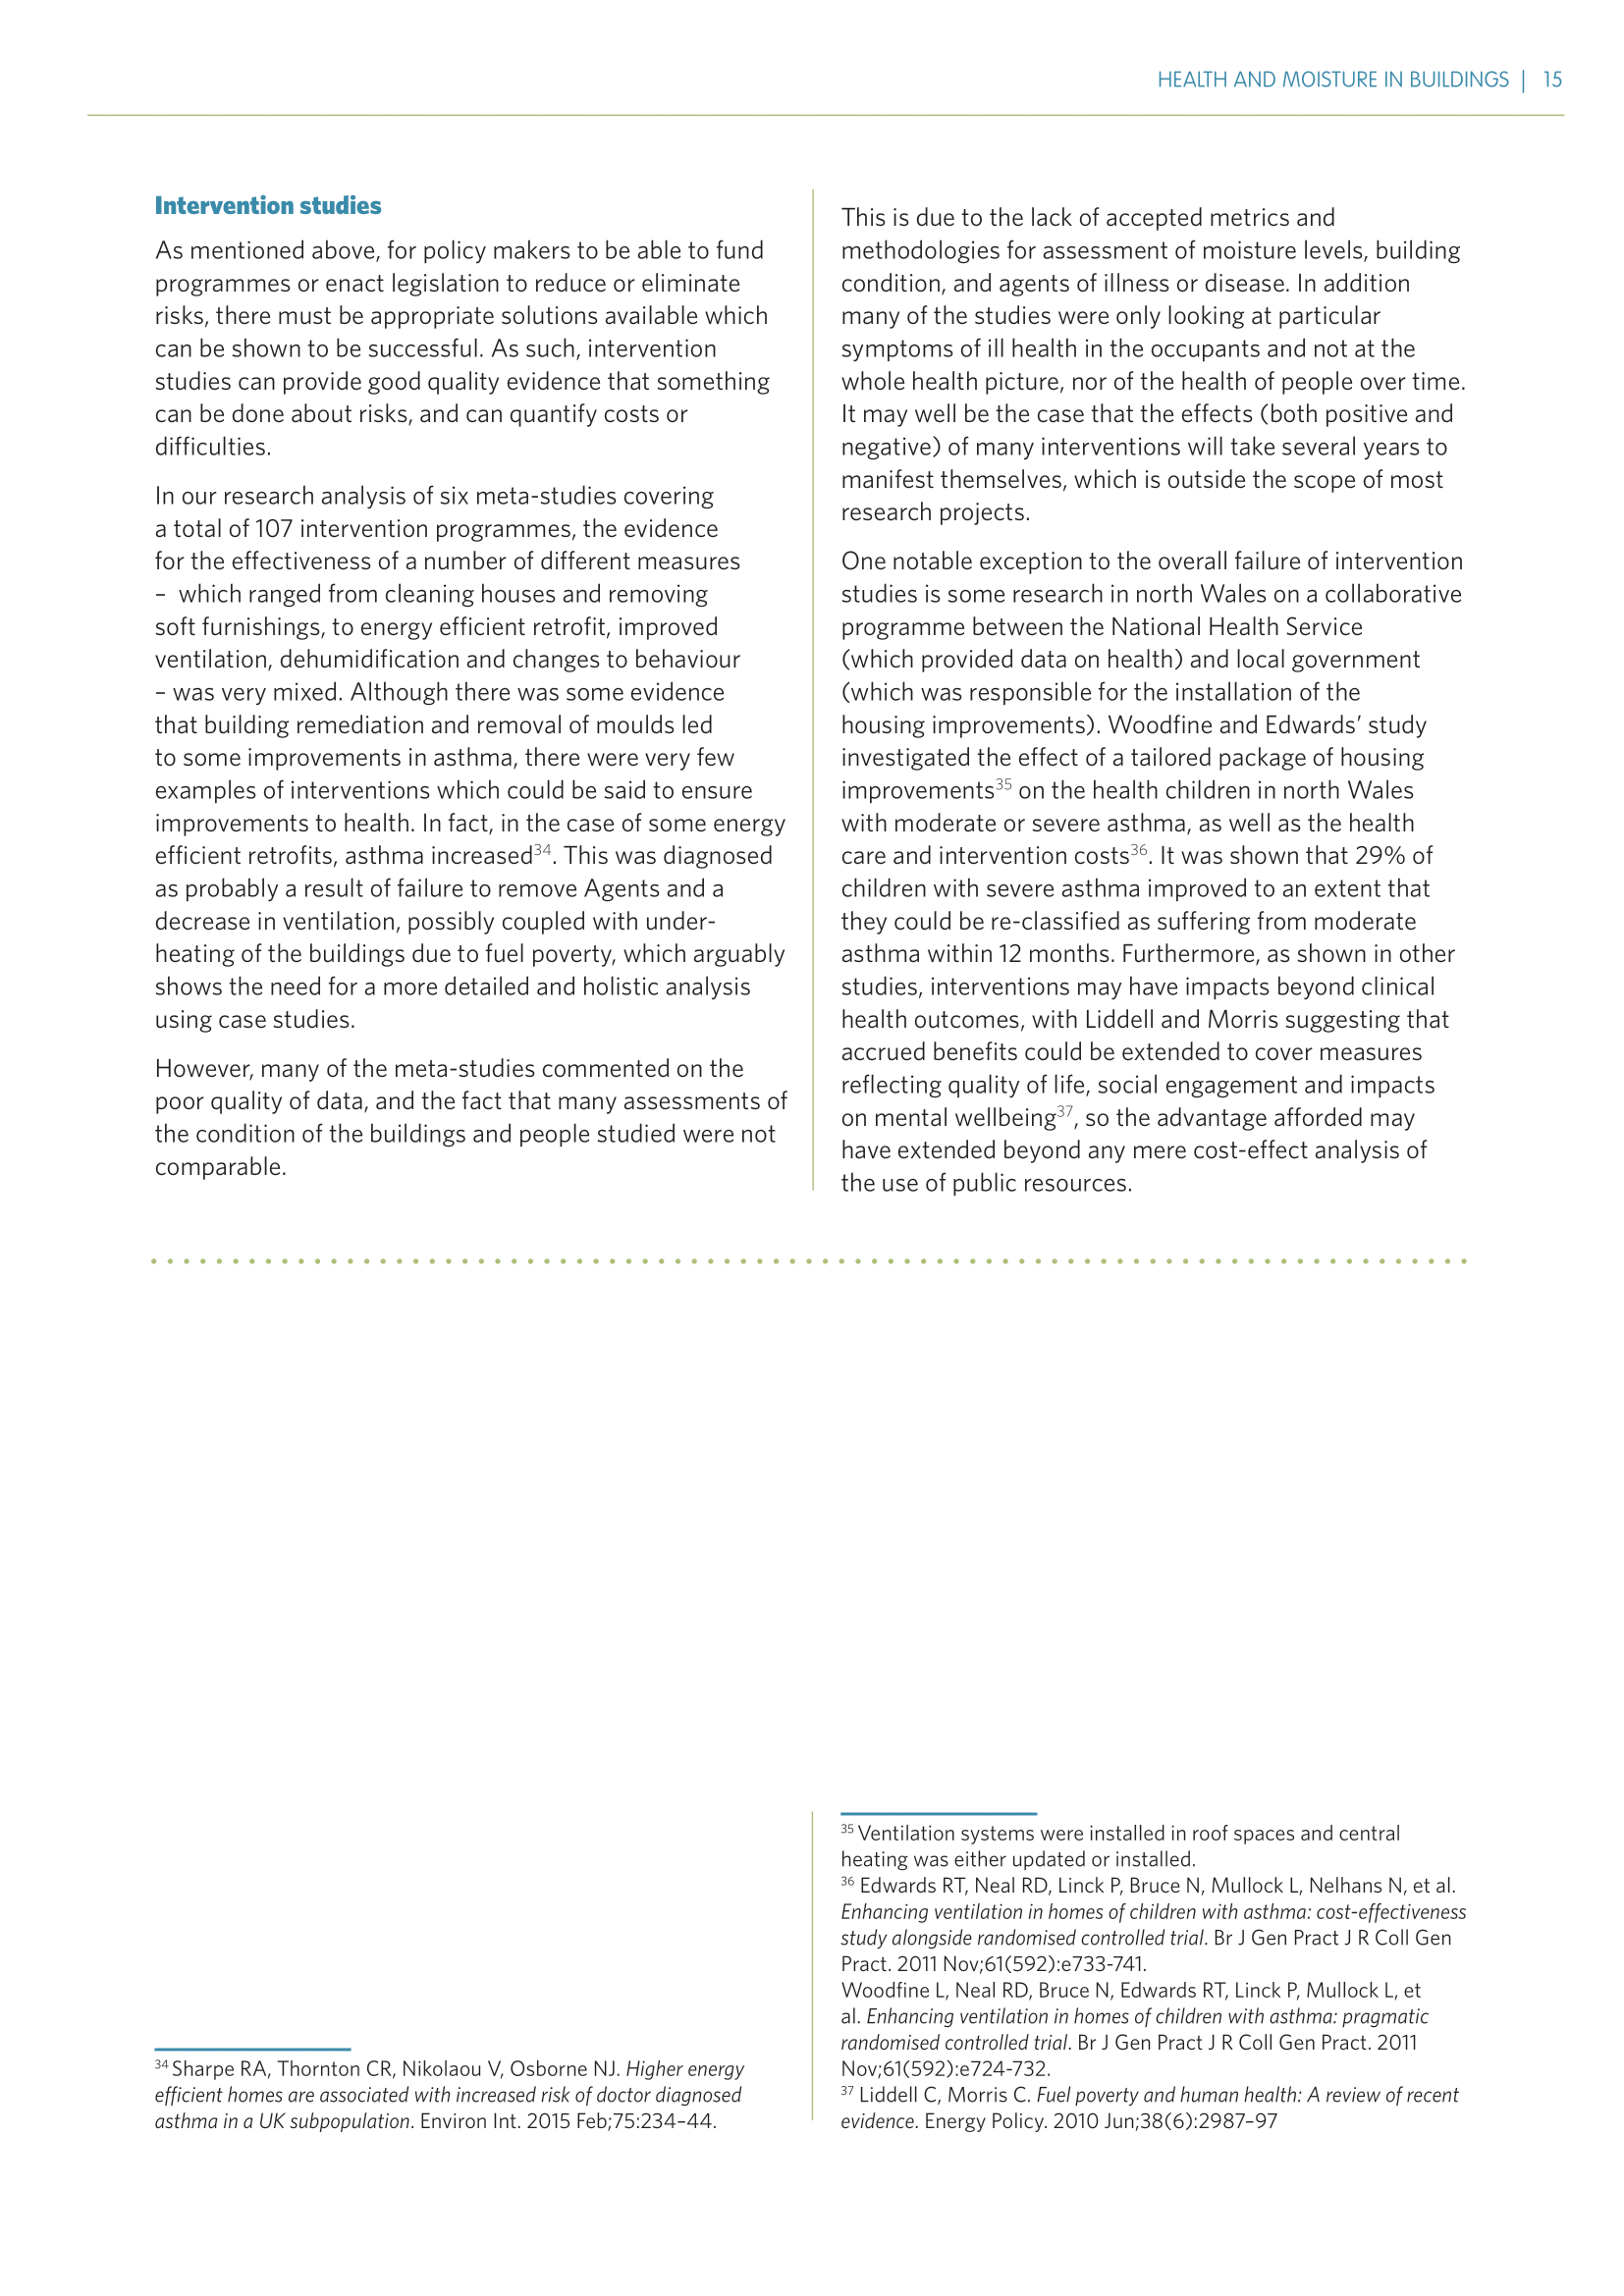 HEALTH AND MOISTURE IN BUILDINGS | 15
Intervention studies
As mentioned above, for policy makers to be able to fund
programmes or enact legislation to reduce or eliminate
risks, there must be appropriate solutions available which
can be shown to be successful. As such, intervention
studies can provide good quality evidence that something
can be done about risks, and can quantify costs or
difficulties.
In our research analysis of six meta-studies covering
a total of 107 intervention programmes, the evidence
for the effectiveness of a number of different measures
– which ranged from cleaning houses and removing
soft furnishings, to energy efficient retrofit, improved
ventilation, dehumidification and changes to behaviour
– was very mixed. Although there was some evidence
that building remediation and removal of moulds led
to some improvements in asthma, there were very few
examples of interventions which could be said to ensure
improvements to health. In fact, in the case of some energy
efficient retrofits, asthma increased34. This was diagnosed
as probably a result of failure to remove Agents and a
decrease in ventilation, possibly coupled with under-
heating of the buildings due to fuel poverty, which arguably
shows the need for a more detailed and holistic analysis
using case studies.
However, many of the meta-studies commented on the
poor quality of data, and the fact that many assessments of
the condition of the buildings and people studied were not
comparable.
This is due to the lack of accepted metrics and
methodologies for assessment of moisture levels, building
condition, and agents of illness or disease. In addition
many of the studies were only looking at particular
symptoms of ill health in the occupants and not at the
whole health picture, nor of the health of people over time.
It may well be the case that the effects (both positive and
negative) of many interventions will take several years to
manifest themselves, which is outside the scope of most
research projects.
One notable exception to the overall failure of intervention
studies is some research in north Wales on a collaborative
programme between the National Health Service
(which provided data on health) and local government
(which was responsible for the installation of the
housing improvements). Woodfine and Edwards’ study
investigated the effect of a tailored package of housing
improvements35 on the health children in north Wales
with moderate or severe asthma, as well as the health
care and intervention costs36. It was shown that 29% of
children with severe asthma improved to an extent that
they could be re-classified as suffering from moderate
asthma within 12 months. Furthermore, as shown in other
studies, interventions may have impacts beyond clinical
health outcomes, with Liddell and Morris suggesting that
accrued benefits could be extended to cover measures
reflecting quality of life, social engagement and impacts
on mental wellbeing37, so the advantage afforded may
have extended beyond any mere cost-effect analysis of
the use of public resources.
34 Sharpe RA, Thornton CR, Nikolaou V, Osborne NJ. Higher energy
efficient homes are associated with increased risk of doctor diagnosed
asthma in a UK subpopulation. Environ Int. 2015 Feb;75:234–44.
35 Ventilation systems were installed in roof spaces and central
heating was either updated or installed.
36 Edwards RT, Neal RD, Linck P, Bruce N, Mullock L, Nelhans N, et al.
Enhancing ventilation in homes of children with asthma: cost-effectiveness
study alongside randomised controlled trial. Br J Gen Pract J R Coll Gen
Pract. 2011 Nov;61(592):e733-741.
Woodfine L, Neal RD, Bruce N, Edwards RT, Linck P, Mullock L, et
al. Enhancing ventilation in homes of children with asthma: pragmatic
randomised controlled trial. Br J Gen Pract J R Coll Gen Pract. 2011
Nov;61(592):e724-732.
37 Liddell C, Morris C. Fuel poverty and human health: A review of recent
evidence. Energy Policy. 2010 Jun;38(6):2987–97